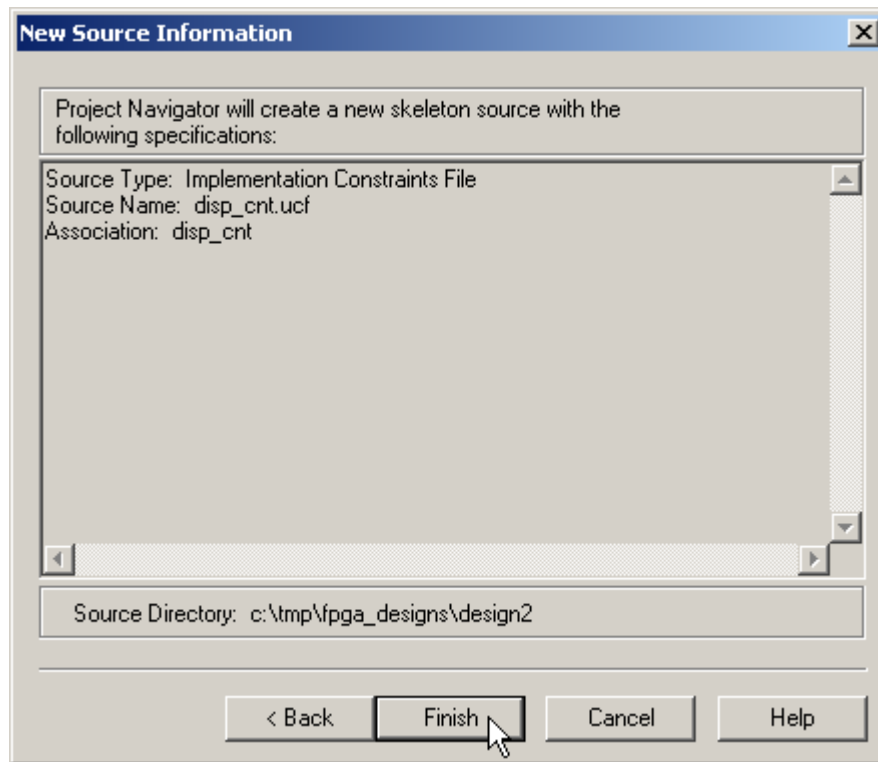 New Source Information
Project Navigator will create a new skeleton source with the
following specifications:
Source Type:  Implementation Constraints File
Source Name:  disp_cnt.ucf
Association:  disp_cnt
Source Directory:  c:\tmp\fpga_designs\design2
< Back
Finish
Cancel
Help